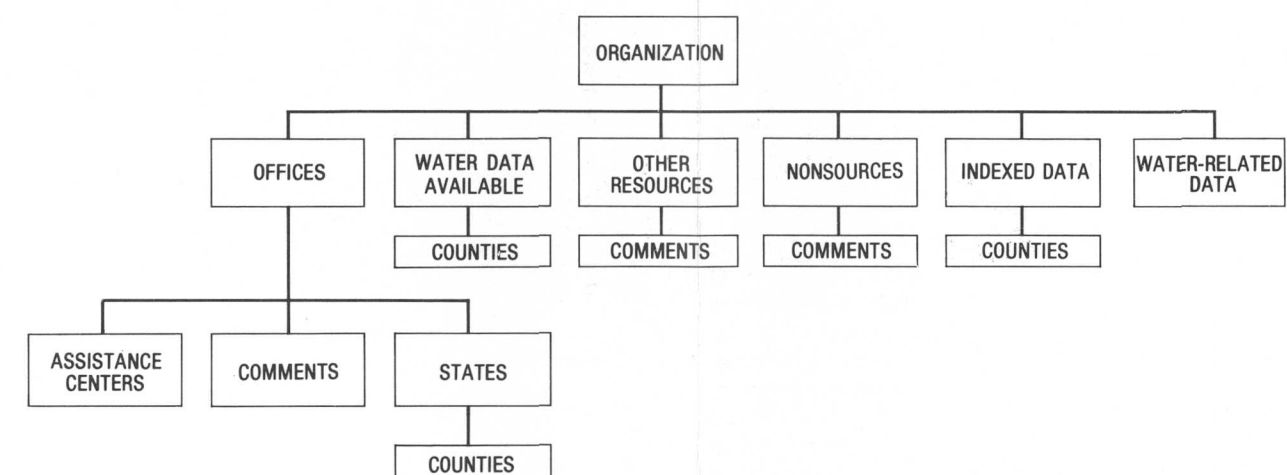 ORGANIZATION
OFFICES
WATER DATA
AVAILABLE
OTHER
RESOURCES
NONSOURCES
INDEXED DATA
WATER-RELATED
DATA
COUNTIES
COMMENTS
COMMENTS
COUNTIES
ASSISTANCE
CENTERS
COMMENTS
STATES
COUNTIES